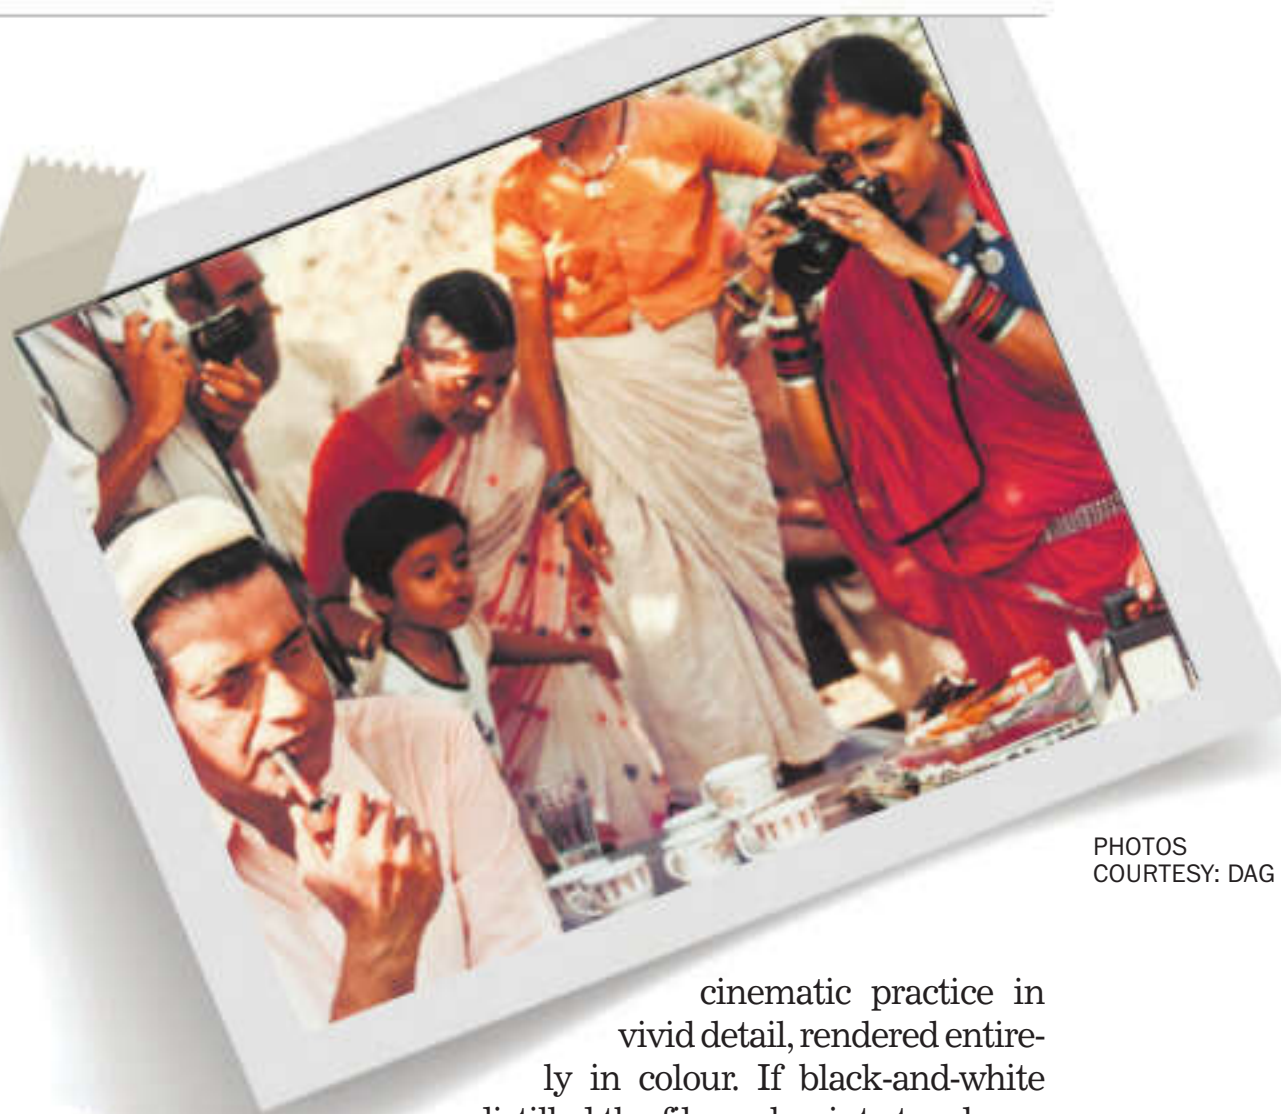 PHOTOS
COURTESY: DAG
cinematic practice in
vivid detail, rendered entire-
ly in colour. If black-and-white